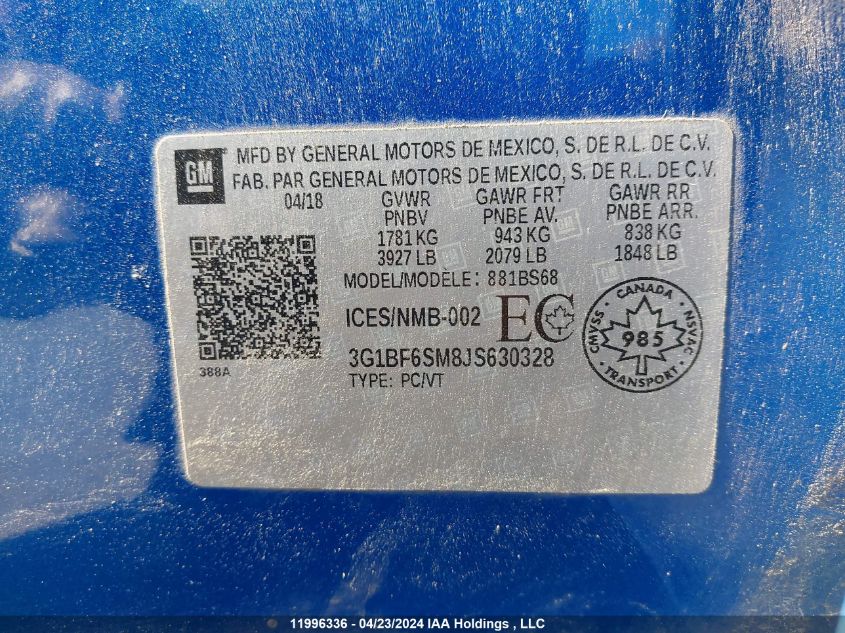 GM MFD BY GENERAL MOTORS DE MEXICO, S. DE R.L. DE C.V.
FAB. PAR GENERAL MOTORS DE MEXICO, S. DE R.L. DE C.V.
04/18 GVWR GAWR FRT GAWR RR
PNBV PNBE AV. PNBE ARR.
1781 KG 943 KG 838 KG
3927 LB 2079 LB 1848 LB
MODEL/MODÈLE: 881BS68
ICES/NMB-002 EC
CANADA
CMVSS 985 NSVAC
TRANSPORT
3G1BF6SM8JS630328
388A TYPE: PC/VT
11996336 - 04/23/2024 IAA Holdings , LLC